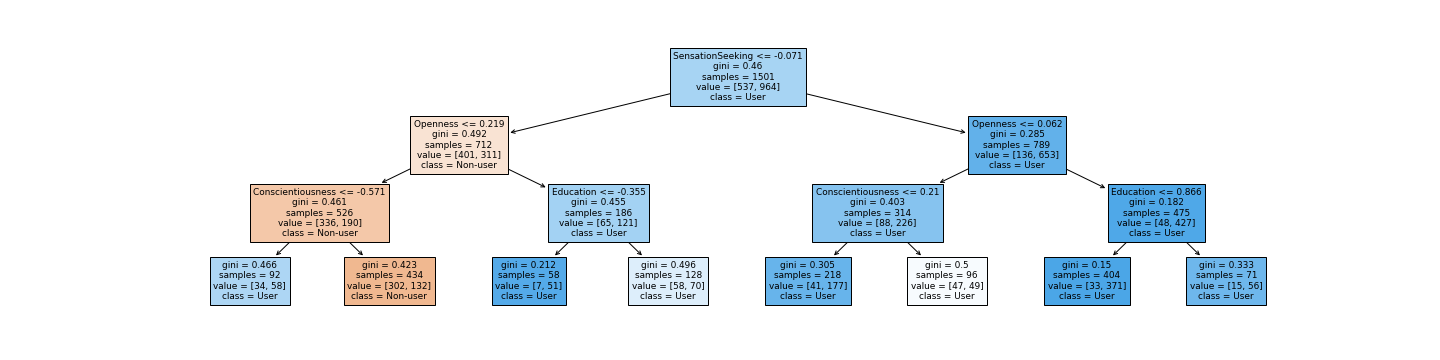 SensationSeeking <= -0.071
gini = 0.46
samples = 1501
value = [537, 964]
class = User
Openness <= 0.219
gini = 0.492
samples = 712
value = [401, 311]
class = Non-user
Openness <= 0.062
gini = 0.285
samples = 789
value = [136, 653]
class = User
Conscientiousness <= -0.571
gini = 0.461
samples = 526
value = [336, 190]
class = Non-user
Education <= -0.355
gini = 0.455
samples = 186
value = [65, 121]
class = User
Conscientiousness <= 0.21
gini = 0.403
samples = 314
value = [88, 226]
class = User
Education <= 0.866
gini = 0.182
samples = 475
value = [48, 427]
class = User
gini = 0.466
samples = 92
value = [34, 58]
class = User
gini = 0.423
samples = 434
value = [302, 132]
class = Non-user
gini = 0.212
samples = 58
value = [7, 51]
class = User
gini = 0.496
samples = 128
value = [58, 70]
class = User
gini = 0.305
samples = 218
value = [41, 177]
class = User
gini = 0.5
samples = 96
value = [47, 49]
class = User
gini = 0.15
samples = 404
value = [33, 371]
class = User
gini = 0.333
samples = 71
value = [15, 56]
class = User